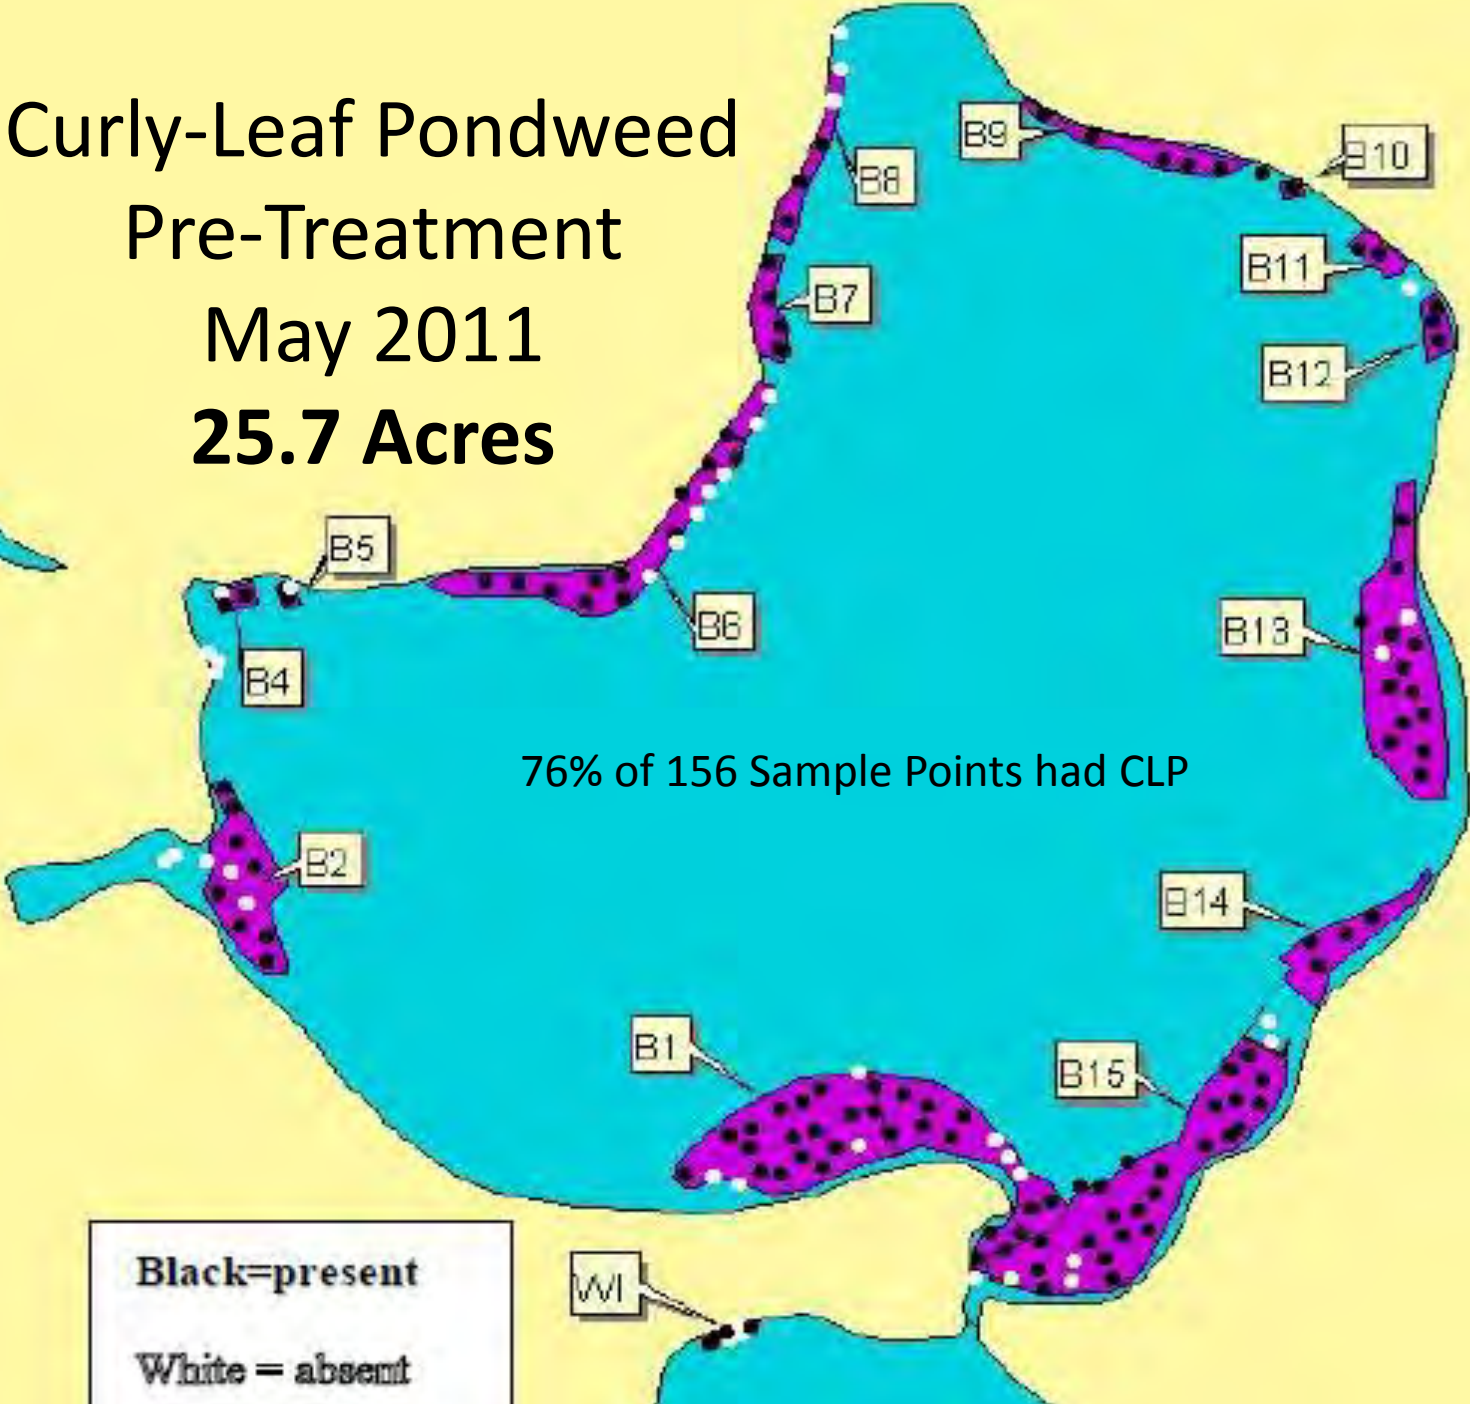 Curly-Leaf Pondweed
Pre-Treatment
May 2011
25.7 Acres
B9
B10
B8
B11
B7
B12
B5
B6
B13
B4
76% of 156 Sample Points had CLP
B2
B14
B1
B15
Black=present
WI
White = absent